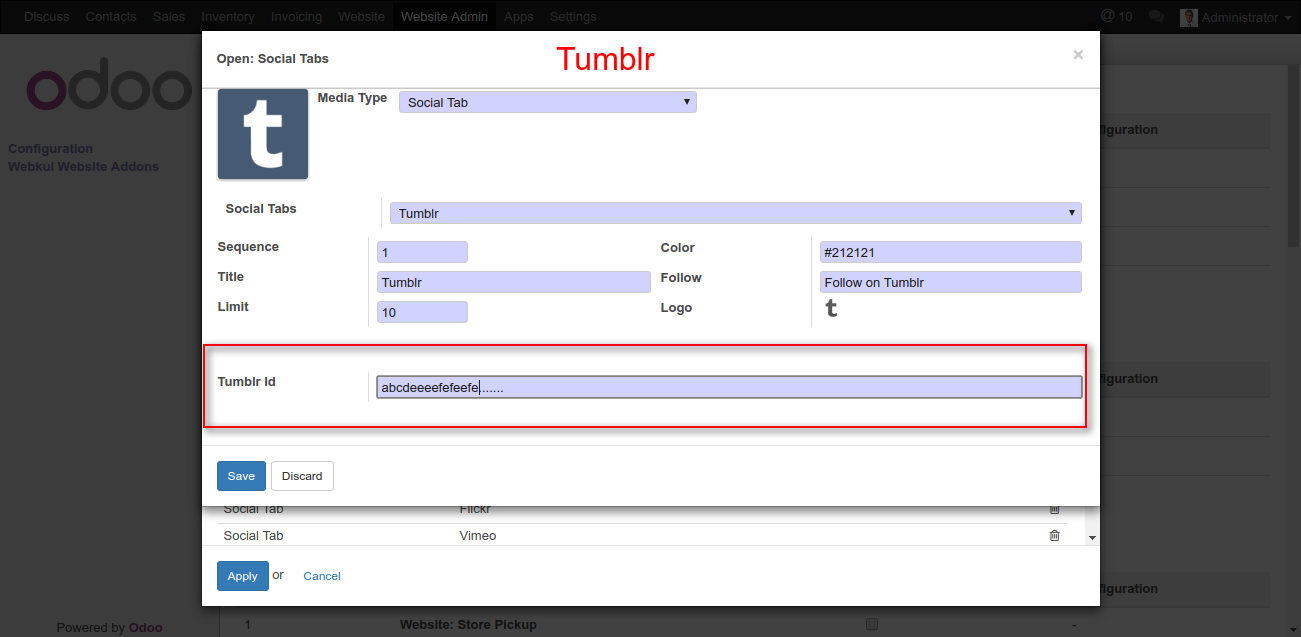 Discuss Contacts Sales Inventory Invoicing Website Website Admin Apps Settings @ 10 Administrator
Open: Social Tabs
Tumblr
×
odoo
t
Media Type Social Tab
Configuration
Webkul Website Addons
Social Tabs Tumblr
Sequence 1 Color #212121
Title Tumblr Follow Follow on Tumblr
Limit 10 Logo t
Tumblr Id abcdeeeefefeefe.......
Save Discard
Social Tab Flickr
Social Tab Vimeo
Apply or Cancel
Powered by Odoo
1 Website: Store Pickup -